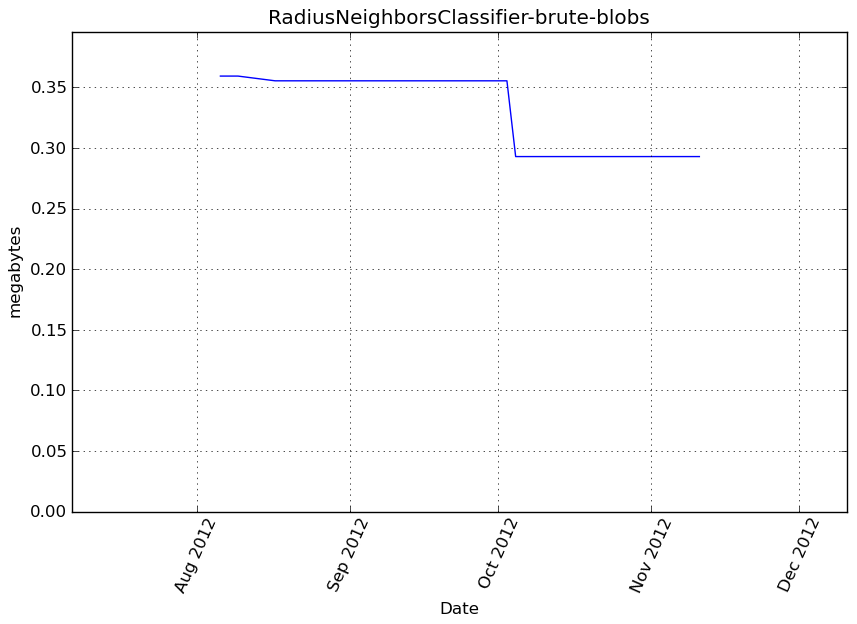 RadiusNeighborsClassifier-brute-blobs
0.35
0.30
0.25
0.20
0.15
0.10
0.05
0.00
megabytes
Aug 2012
Sep 2012
Oct 2012
Nov 2012
Dec 2012
Date